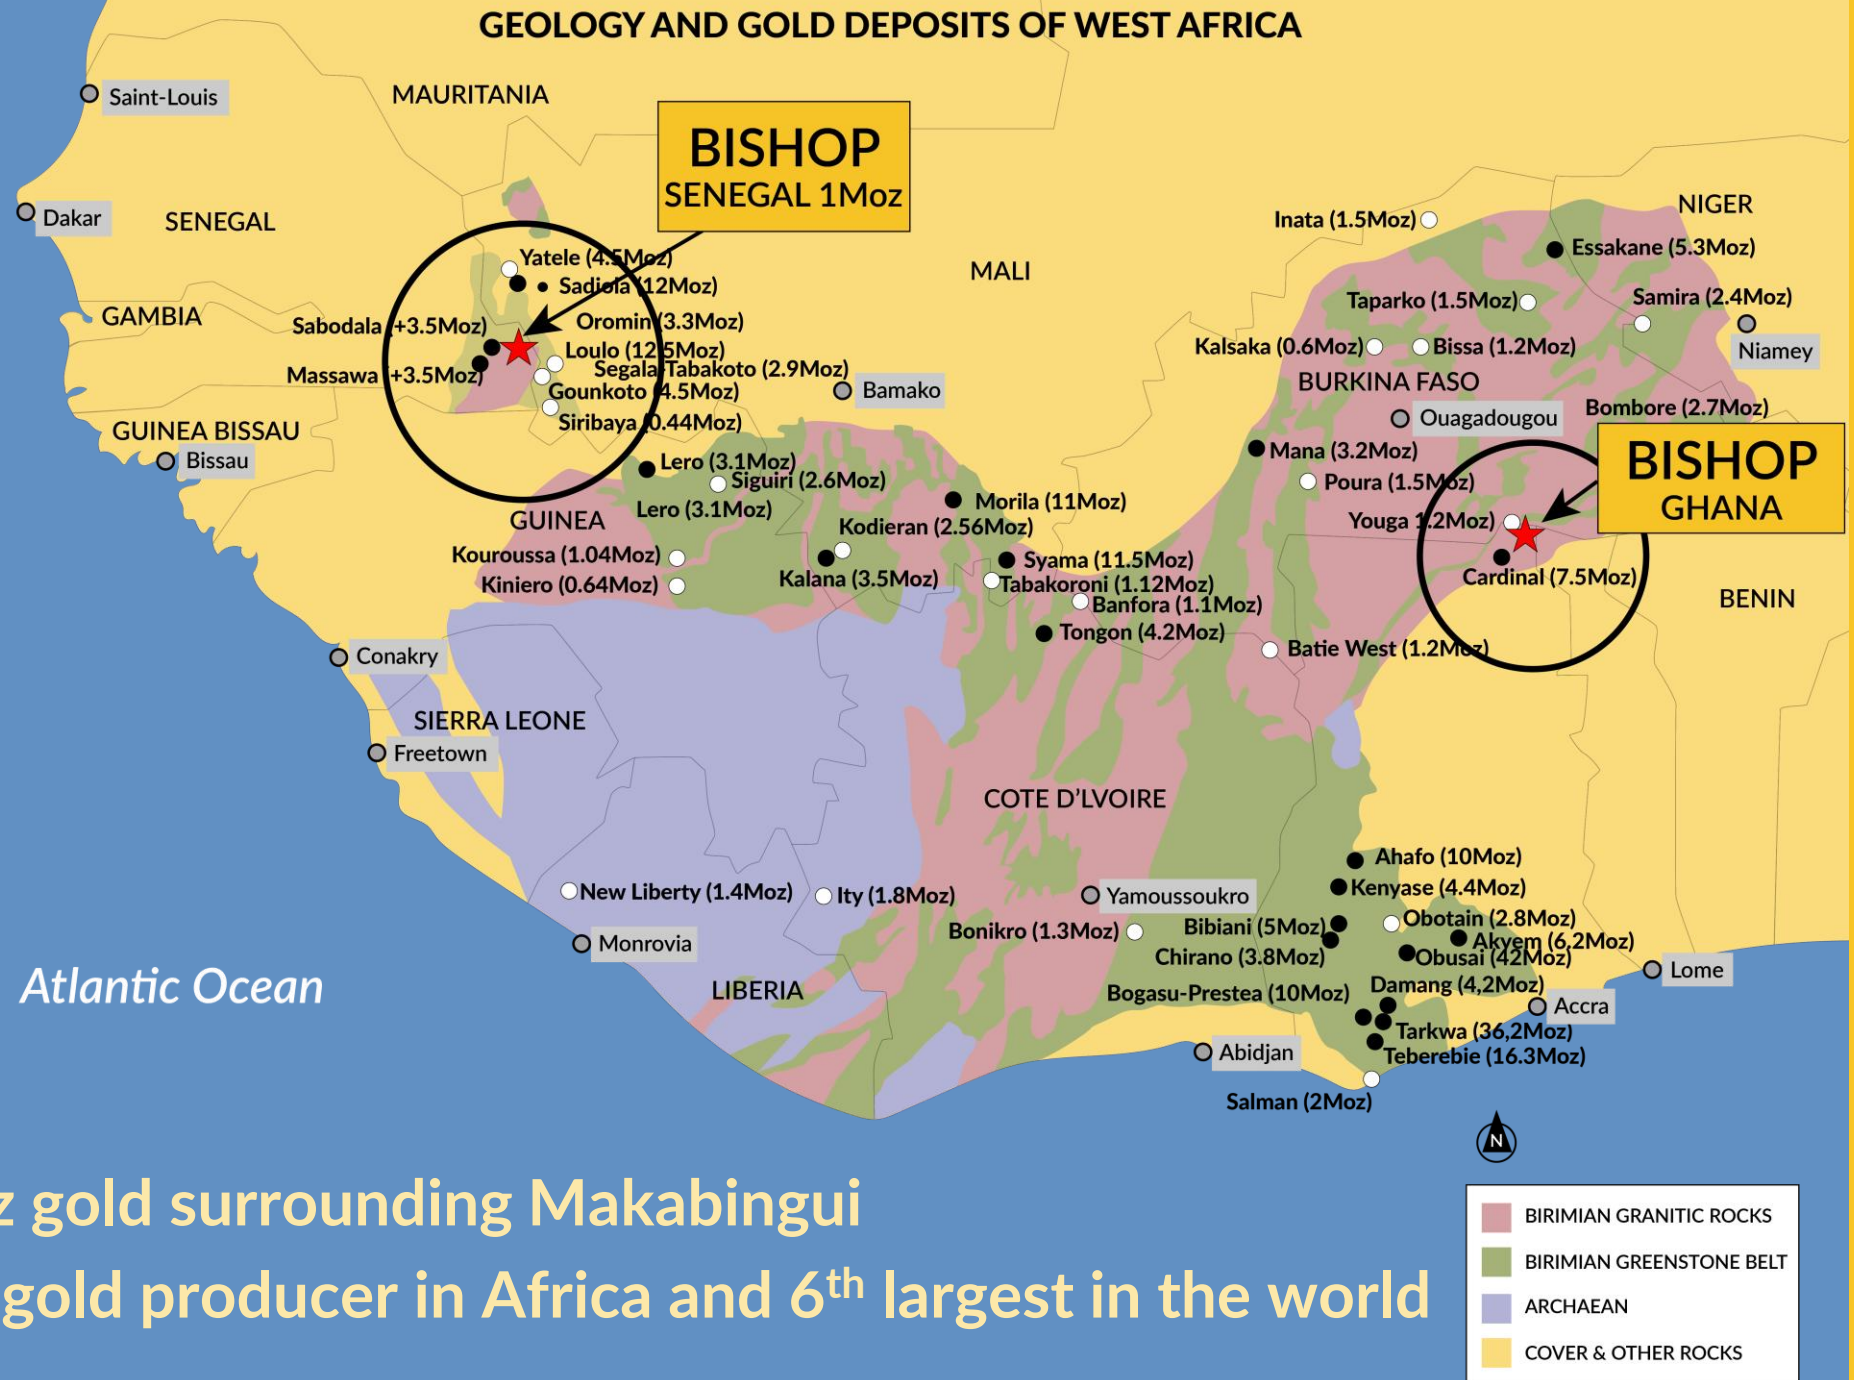 GEOLOGY AND GOLD DEPOSITS OF WEST AFRICA
Saint-Louis
MAURITANIA
BISHOP
SENEGAL 1Moz
Dakar
SENEGAL
NIGER
Inata (1.5Moz)
Essakane (5.3Moz)
Yatele (4.5Moz)
MALI
Sadiola (12Moz)
Taparko (1.5Moz)
Samira (2.4Moz)
GAMBIA
Sabodala (+3.5Moz)
Oromin (3.3Moz)
Kalsaka (0.6Moz)
Bissa (1.2Moz)
Niamey
Loulo (12.5Moz)
Segala-Tabakoto (2.9Moz)
Massawa (+3.5Moz)
BURKINA FASO
Gounkoto (4.5Moz)
Bamako
Siribaya (0.44Moz)
Ouagadougou
Bombore (2.7Moz)
GUINEA BISSAU
Bissau
Mana (3.2Moz)
BISHOP
GHANA
Lero (3.1Moz)
Siguiri (2.6Moz)
Poura (1.5Moz)
Lero (3.1Moz)
Morila (11Moz)
GUINEA
Kodieran (2.56Moz)
Youga 1.2Moz)
Kouroussa (1.04Moz)
Syama (11.5Moz)
Kiniero (0.64Moz)
Kalana (3.5Moz)
Tabakoroni (1.12Moz)
Cardinal (7.5Moz)
Banfora (1.1Moz)
BENIN
Tongon (4.2Moz)
Batie West (1.2Moz)
Conakry
SIERRA LEONE
Freetown
COTE D’LVOIRE
Ahafo (10Moz)
Kenyase (4.4Moz)
New Liberty (1.4Moz)
Ity (1.8Moz)
Yamoussoukro
Bonikro (1.3Moz)
Bibiani (5Moz)
Obotain (2.8Moz)
Akyem (6.2Moz)
Monrovia
Chirano (3.8Moz)
Obusai (42Moz)
Lome
Atlantic Ocean
LIBERIA
Bogasu-Prestea (10Moz)
Damang (4,2Moz)
Accra
Tarkwa (36,2Moz)
Abidjan
Teberebie (16.3Moz)
Salman (2Moz)
N
z gold surrounding Makabingui
gold producer in Africa and 6th largest in the world
BIRIMIAN GRANITIC ROCKS
BIRIMIAN GREENSTONE BELT
ARCHAEAN
COVER & OTHER ROCKS